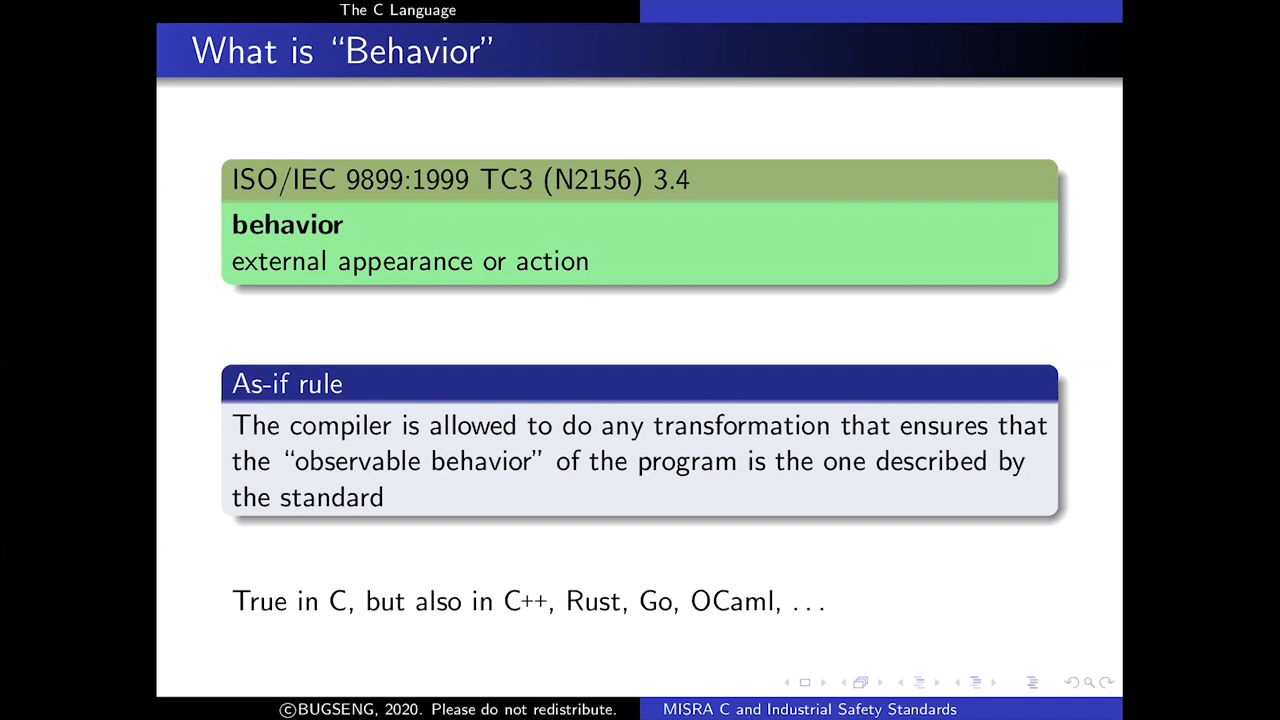 The C Language
What is “Behavior”
ISO/IEC 9899:1999 TC3 (N2156) 3.4
behavior
external appearance or action
As-if rule
The compiler is allowed to do any transformation that ensures that
the “observable behavior” of the program is the one described by
the standard
True in C, but also in C++, Rust, Go, OCaml, . . .
©BUGSENG, 2020. Please do not redistribute.
MISRA C and Industrial Safety Standards